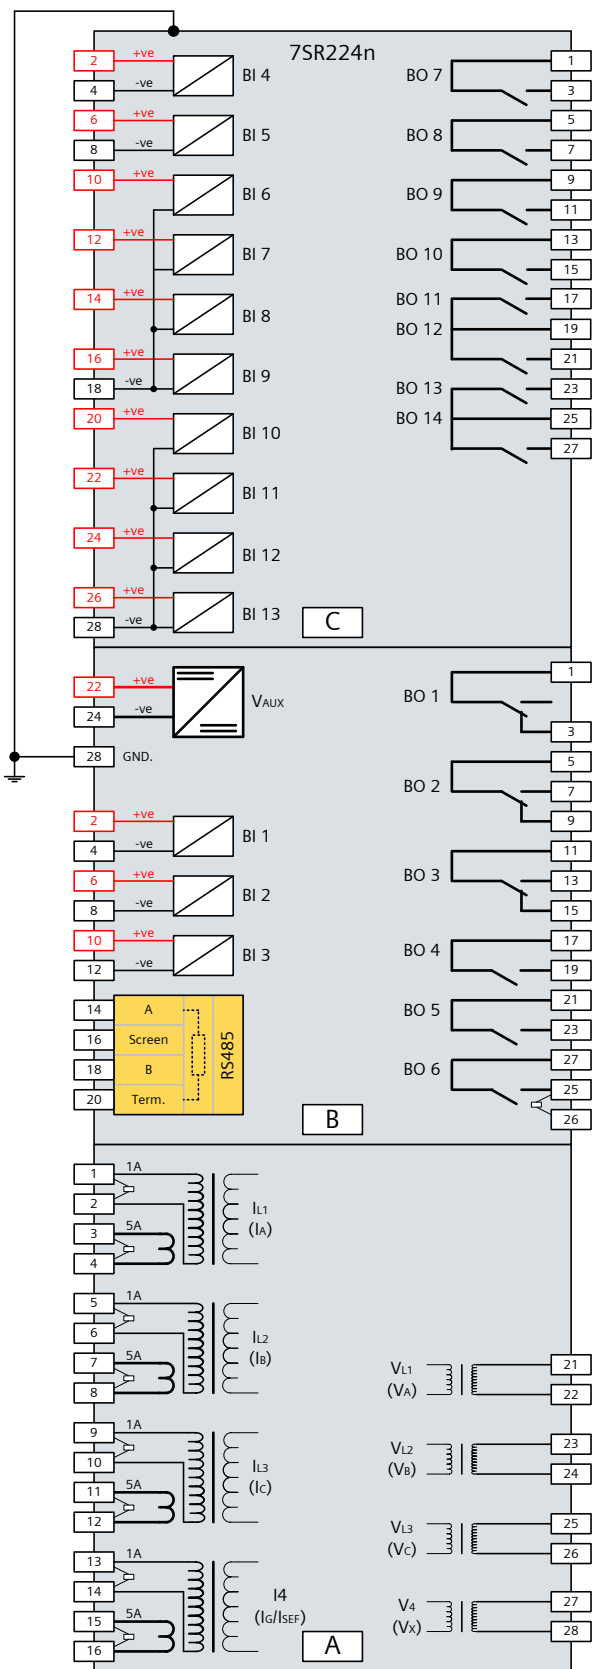 7SR224n
2 +ve BI 4 BO 7 1
4 -ve 3
6 +ve BI 5 BO 8 5
8 -ve 7
10 +ve BI 6 BO 9 9
11
12 +ve BI 7 BO 10 13
15
14 +ve BI 8 BO 11 17
BO 12 19
16 +ve BI 9 21
18 -ve BO 13 23
20 +ve BI 10 BO 14 25
27
22 +ve BI 11
24 +ve BI 12
26 +ve BI 13
28 -ve C
1
22 +ve VAUX BO 1
24 -ve 3
28 GND.
5
BO 2 7
2 +ve BI 1 9
4 -ve 11
6 +ve BI 2 BO 3 13
8 -ve 15
10 +ve BI 3 BO 4 17
12 -ve 19
14 A RS485 BO 5 21
16 Screen 23
18 B BO 6 27
25
20 Term. B 26
1 1A IL1
2 (IA)
3 5A
4
5 1A IL2
6 (IB)
7 5A VL1 21
8 (VA) 22
9 1A IL3 VL2 23
10 (IC) (VB) 24
11 5A
12 VL3 25
13 1A (VC) 26
14 I4 V4 27
15 5A (IG/ISEF) (VX) 28
16 A